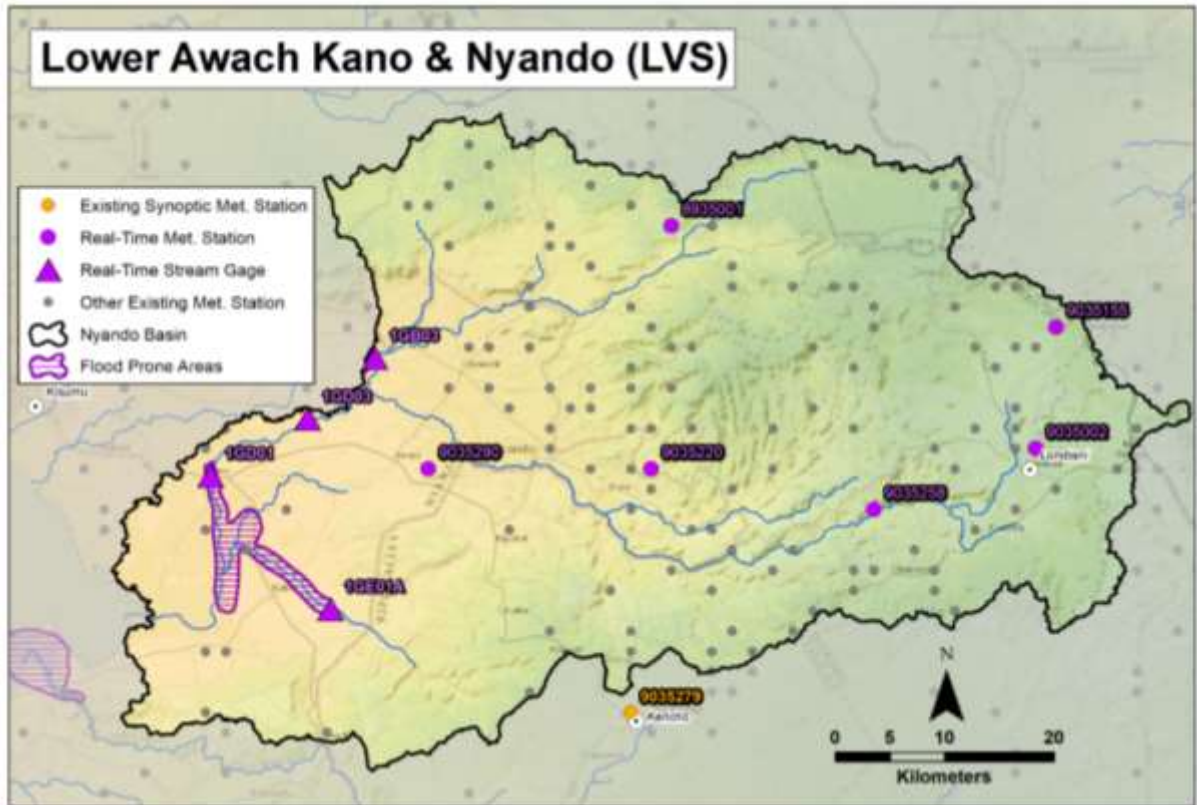 Lower Awach Kano & Nyando (LVS)
Existing Synoptic Met. Station
Real-Time Met. Station
Real-Time Stream Gage
Other Existing Met. Station
Nyando Basin
Flood Prone Areas
8935001
9035155
1GD03
Kisumu
1GD03
1GD01
9035290
9035220
9035002
Londiani
9035258
1GE01A
9035279
Kericho
N
0 5 10 20
Kilometers